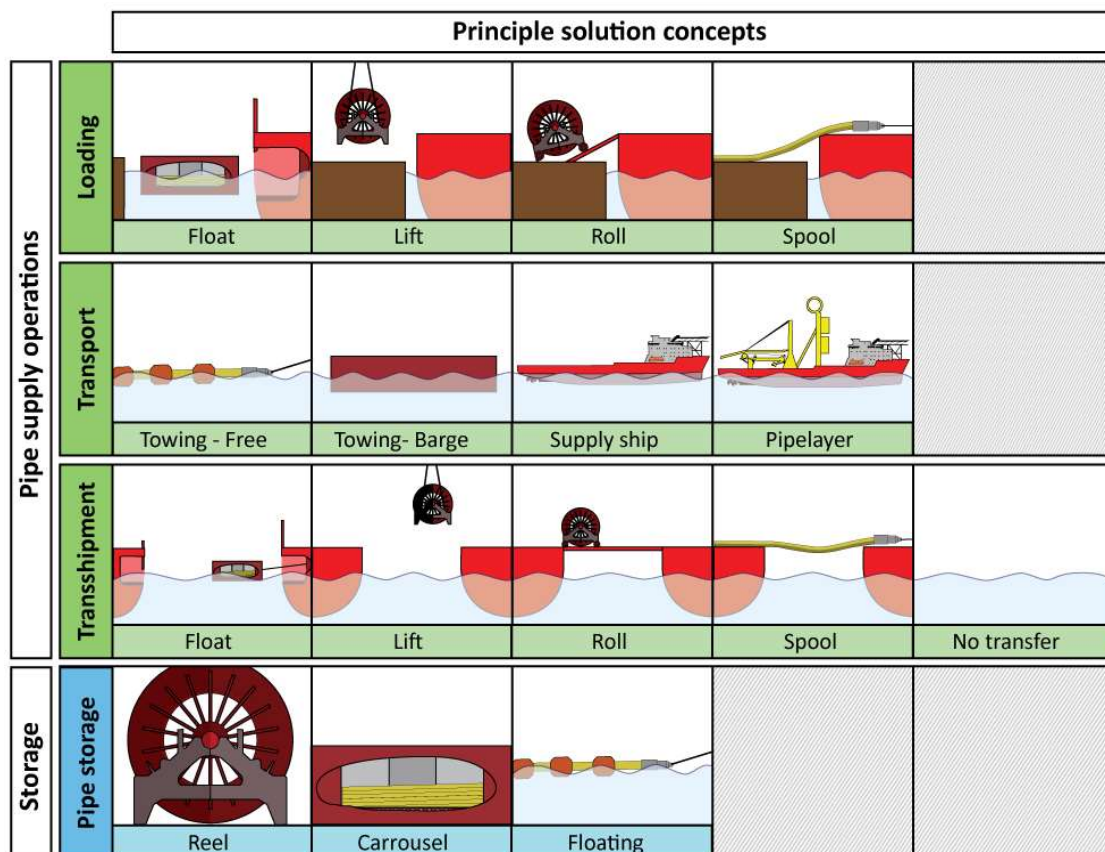 Principle solution concepts
Pipe supply operations
Loading
Float
Lift
Roll
Spool
Transport
Towing - Free
Towing- Barge
Supply ship
Pipelayer
Transshipment
Float
Lift
Roll
Spool
No transfer
Storage
Pipe storage
Reel
Carrousel
Floating